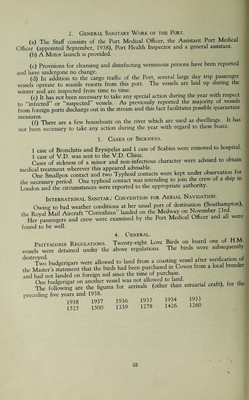 2. GENERAL SANITARY WORK OF THE PORT.
(a) The Staff consists of the Port Medical Officer, the Assistant Port Medical
Officer (appointed September, 1938), Port Health Inspector and a general assistant.
(b) A Motor launch is provided.
(c) Provisions for cleansing and disinfecting verminous persons have been reported
and have undergone no change.
(d) In addition to the cargo traffic of the Port, several large day trip passenger
vessels operate to seaside resorts from this port. The vessels are laid up during the
winter and are inspected from time to time.
(e) It has not been necessary to take any special action during the year with respect
to "infected" or "suspected" vessels. As previously reported the majority of vessels
from foreign ports discharge out in the stream and this fact facilitates possible quarantine
measures.
(f) There are a few houseboats on the river which are used as dwellings. It has
not been necessary to take any action during the year with regard to these boats.
3. CASES OF SICKNESS.
1 case of Bronchitis and Erysipelas and 1 case of Scabies were removed to hospital.
1 case of V.D. was sent to the V.D. Clinic.
Cases of sickness of a minor and non-infectious character were advised to obtain
medical treatment wherever this appeared advisable.
One Smallpox contact and two Typhoid contacts were kept under observation for
the necessary period. One typhoid contact was intending to join the crew of a ship in
London and the circumstances were reported to the appropriate authority.
INTERNATIONAL SANITARY CONVENTION FOR AERIAL NAVIGATION.
Owing to bad weather conditions at her usual port of destination (Southampton),
the Royal Mail Aircraft "Corinthian" landed on the Medway on November 23rd.
Her passengers and crew were examined by the Port Medical Officer and all were
found to be well.
4. GENERAL.
PSITTACOSIS REGULATIONS. Twenty-eight Love Birds on board one of H.M.
vessels were detained under the above regulations. The birds were subsequently
destroyed.
Two budgerigars were allowed to land from a coasting vessel after verification of
the Master's statement that the birds had been purchased in Cowes from a local breeder
and had not landed on foreign soil since the time of purchase.
One budgerigar on another vessel was not allowed to land.
The following are the figures for arrivals (other than estuarial craft), for the
preceding five years and 1938.
1938 1937 1936 1935 1934 1933
1525 1500 1339 1278 1426 1260